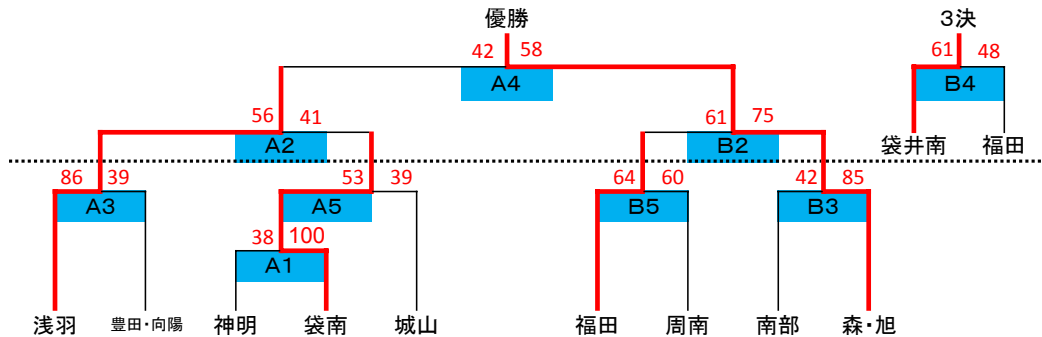 優勝 3決
42 58 61 48
A4 B4
56 41 61 75
A2 B2 袋井南 福田
86 39 53 39 64 60 42 85
A3 A5 B5 B3
38 100
A1
浅羽 豊田・向陽 神明 袋南 城山 福田 周南 南部 森・旭